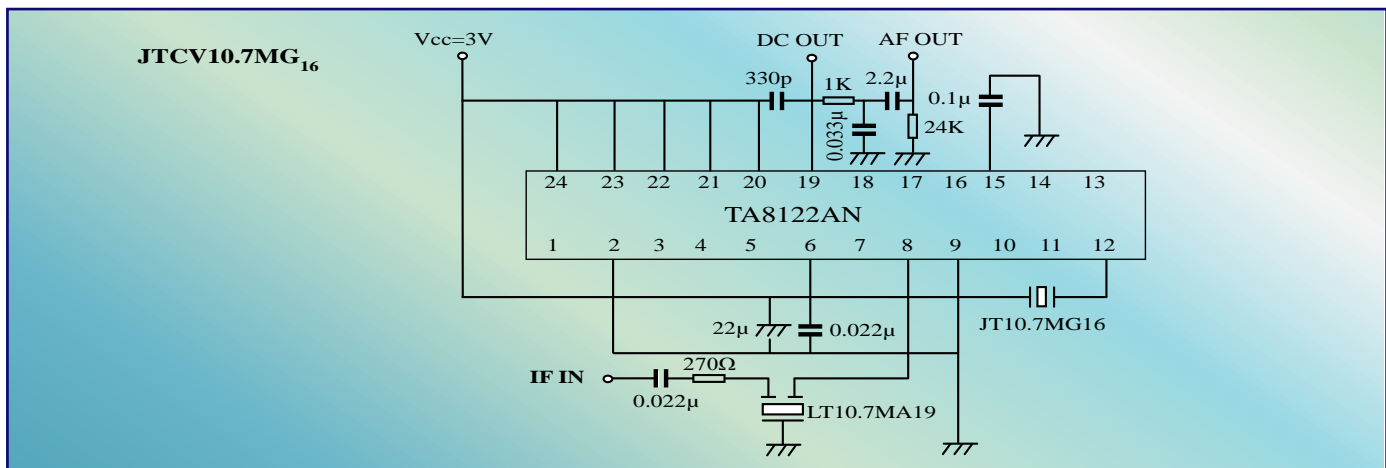 Vcc=3V
DC OUT
AF OUT
JTCV10.7MG16
330p
1K
2.2μ
0.1μ
0.033μ
24K
24 23 22 21 20 19 18 17 16 15 14 13
TA8122AN
1 2 3 4 5 6 7 8 9 10 11 12
22μ
0.022μ
JT10.7MG16
270Ω
IF IN
0.022μ
LT10.7MA19